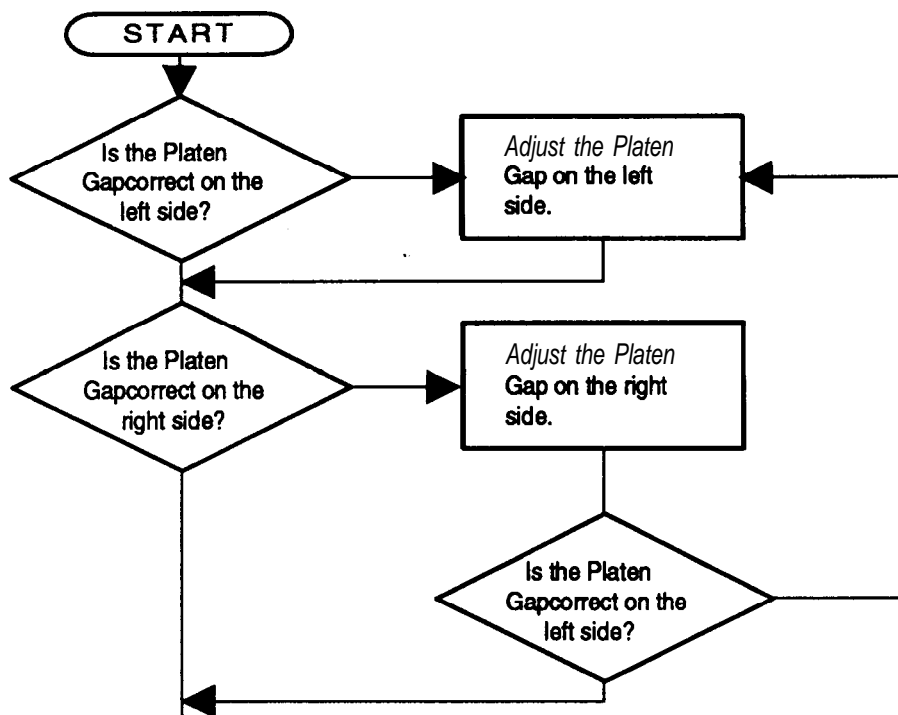 START
Is the Platen
Gapcorrect on the
left side?
Adjust the Platen
Gap on the left
side.
Is the Platen
Gapcorrect on the
right side?
Adjust the Platen
Gap on the right
side.
Is the Platen
Gapcorrect on the
left side?